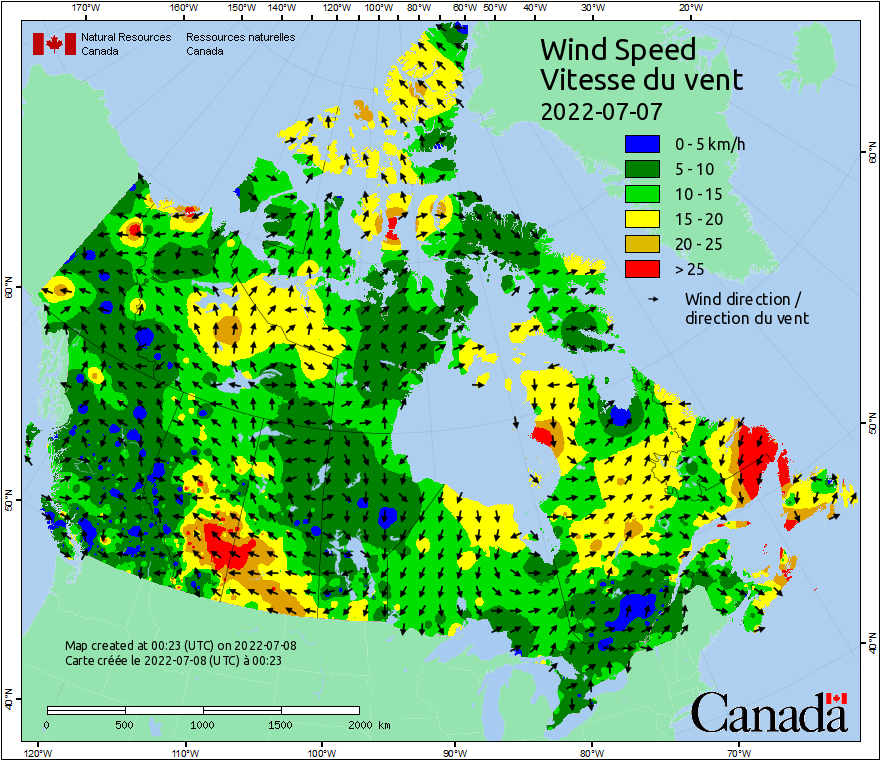 170°W 160°W 150°W 140°W 120°W 100°W 80°W 60°W 50°W 40°W 30°W 20°W
Natural Resources Ressources naturelles
Canada Canada
Wind Speed
Vitesse du vent
2022-07-07
0 - 5 km/h
5 - 10
10 - 15
15 - 20
20 - 25
> 25
Wind direction /
direction du vent
60°N
60°N
50°N
50°N
40°N
40°N
Map created at 00:23 (UTC) on 2022-07-08
Carte créée le 2022-07-08 (UTC) à 00:23
0 500 1000 1500 2000 km
Canada
120°W 110°W 100°W 90°W 80°W 70°W